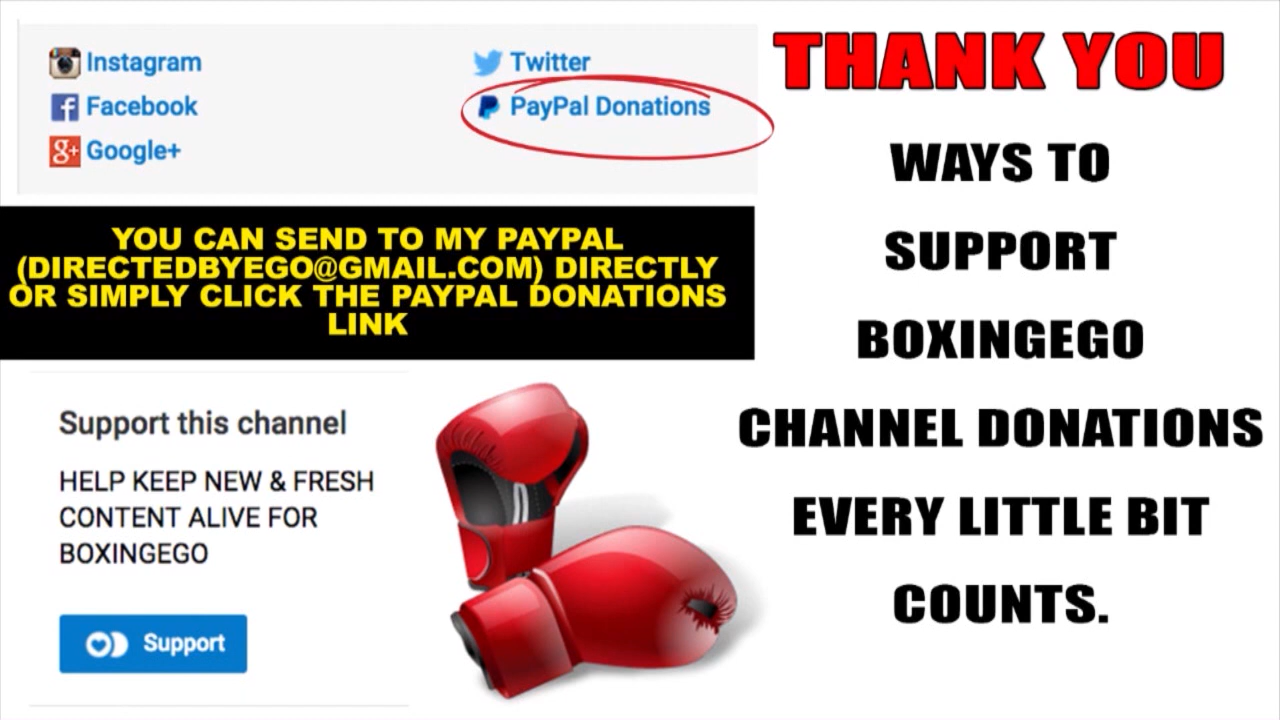 Instagram
Twitter
Facebook
PayPal Donations
Google+
YOU CAN SEND TO MY PAYPAL
(DIRECTEDBYEGO@GMAIL.COM) DIRECTLY
OR SIMPLY CLICK THE PAYPAL DONATIONS
LINK
Support this channel
HELP KEEP NEW & FRESH
CONTENT ALIVE FOR
BOXINGEGO
Support
THANK YOU
WAYS TO
SUPPORT
BOXINGEGO
CHANNEL DONATIONS
EVERY LITTLE BIT
COUNTS.